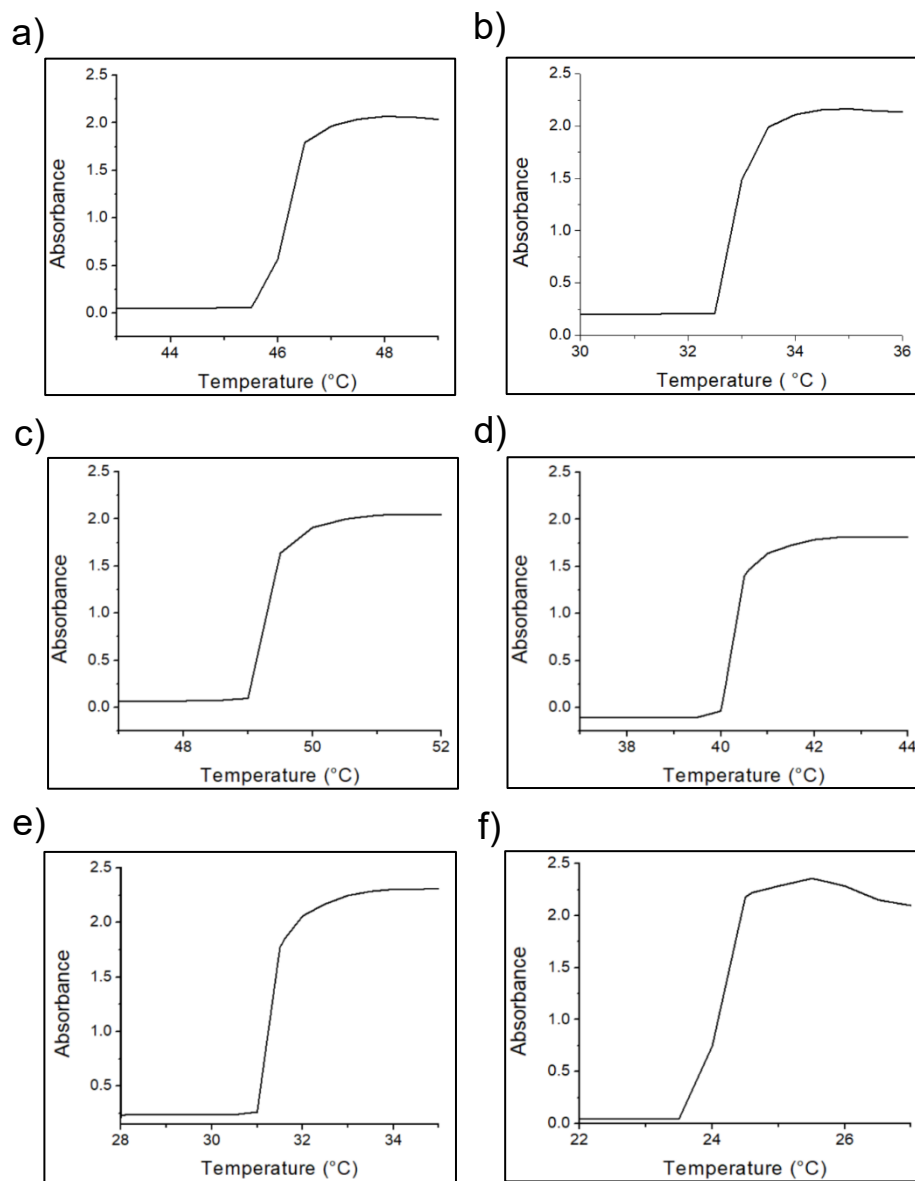 a)
2.5
2.0
1.5
1.0
0.5
0.0
Absorbance
44 46 48
Temperature (°C)
b)
2.5
2.0
1.5
1.0
0.5
0.0
Absorbance
30 32 34 36
Temperature ( °C )
c)
2.5
2.0
1.5
1.0
0.5
0.0
Absorbance
48 50 52
Temperature (°C)
d)
2.5
2.0
1.5
1.0
0.5
0.0
Absorbance
38 40 42 44
Temperature (°C)
e)
2.5
2.0
1.5
1.0
0.5
Absorbance
28 30 32 34
Temperature (°C)
f)
2.5
2.0
1.5
1.0
0.5
0.0
Absorbance
22 24 26
Temperature (°C)